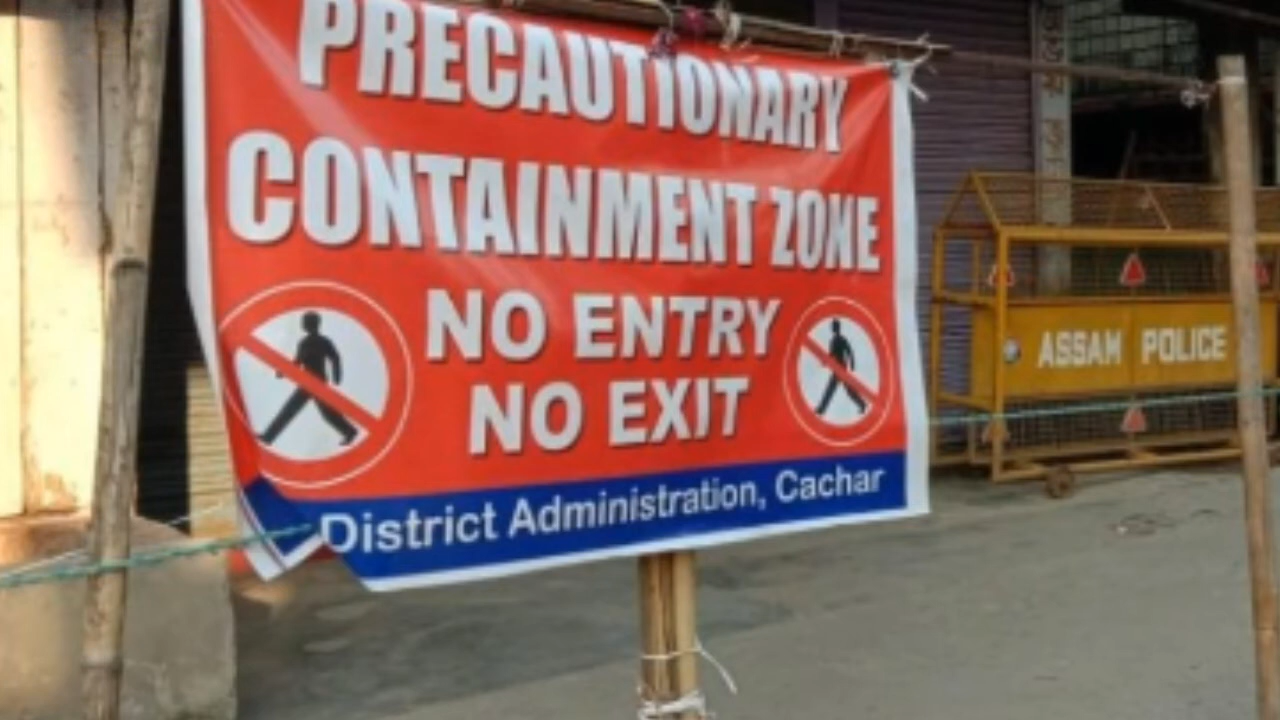 PRECAUTIONARY
CONTAINMENT ZONE
NO ENTRY
NO EXIT
District Administration, Cachar
ASSAM POLICE